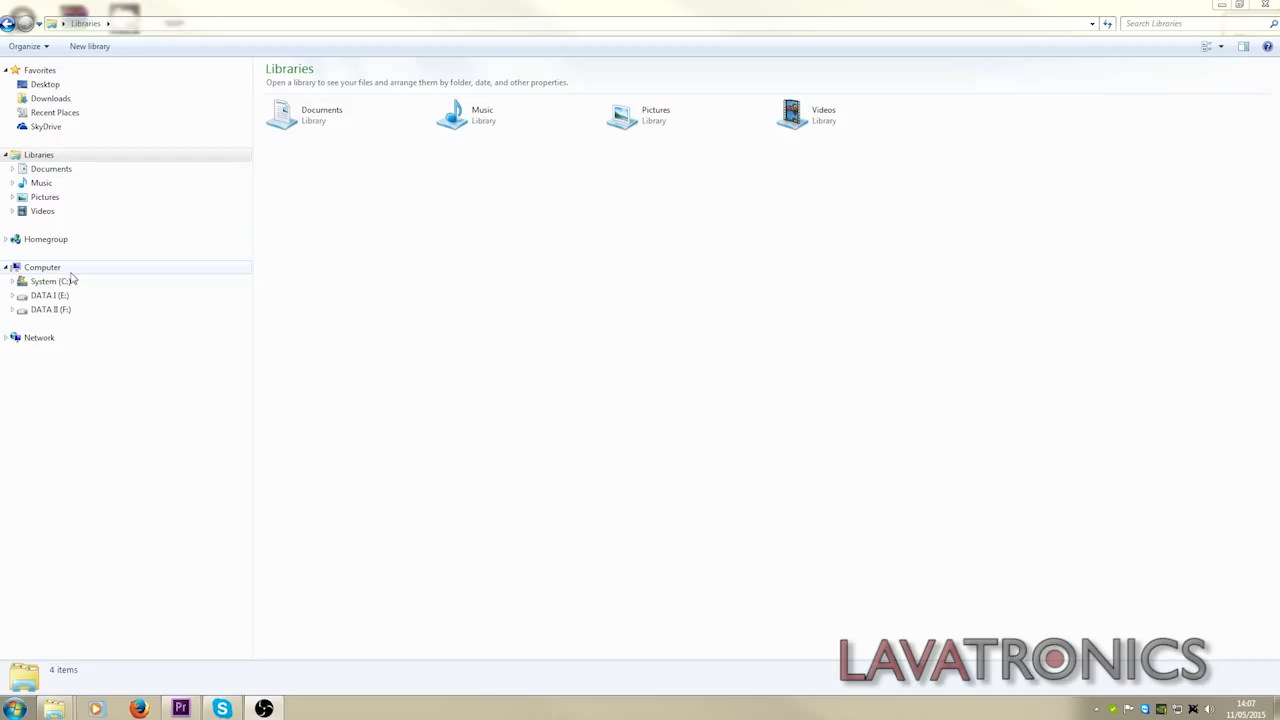 Libraries
Search Libraries
Organize
New library
Favorites
Desktop
Downloads
Recent Places
SkyDrive
Libraries
Documents
Music
Pictures
Videos
Homegroup
Computer
System (C:)
DATA I (E:)
DATA II (F:)
Network
Libraries
Open a library to see your files and arrange them by folder, date, and other properties.
Documents
Library
Music
Library
Pictures
Library
Videos
Library
4 items
LAVATRONICS
Pr
14:07
11/05/2015